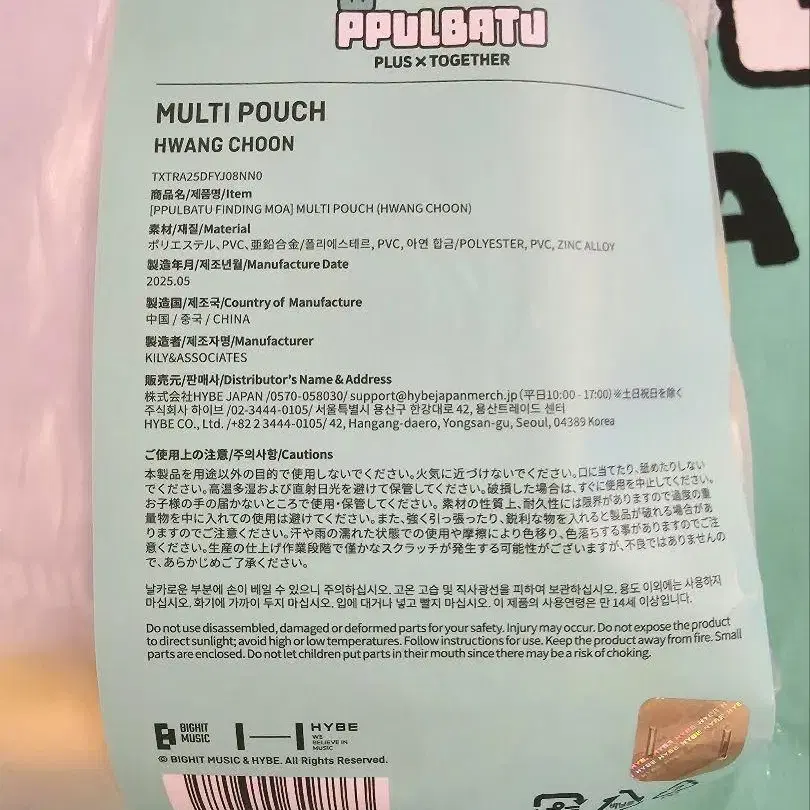 PPULBATU
PLUS×TOGETHER
MULTI POUCH
HWANG CHOON
TXTRA25DFYJ08NN0
商品名/제품명/Item
[PPULBATU FINDING MOA] MULTI POUCH (HWANG CHOON)
素材/재질/Material
ポリエステル、PVC、亜鉛合金/폴리에스테르, PVC, 아연 합금/POLYESTER, PVC, ZINC ALLOY
製造年月/제조년월/Manufacture Date
2025.05
製造国/제조국/Country of Manufacture
中国 / 중국 / CHINA
製造者/제조자명/Manufacturer
KILY&ASSOCIATES
販売元/판매사/Distributor's Name & Address
株式会社HYBE JAPAN /0570-058030/ support@hybejapanmerch.jp (平日10:00 - 17:00) ※土日祝日を除く
주식회사 하이브 /02-3444-0105/ 서울특별시 용산구 한강대로 42, 용산트레이드 센터
HYBE CO., Ltd. /+82 2 3444-0105/ 42, Hangang-daero, Yongsan-gu, Seoul, 04389 Korea
ご使用上の注意/주의사항/Cautions
本製品を用途以外の目的で使用しないでください。火気に近づけないでください。口に当てたり、舐めたりしない
でください。高温多湿および直射日光を避けて保管してください。破損した場合は、すぐに使用を中止してください。
お子様の手の届かないところで使用・保管してください。素材の性質上、耐久性には限界がありますので過度の重
量物を中に入れての使用は避けてください。また、強く引っ張ったり、鋭利な物を入れると製品が破れる場合があ
りますのでご注意ください。汗や雨の濡れた状態での使用や摩擦により色移り、色落ちする事がありますのでご注
意ください。生産の仕上げ作業段階で僅かなスクラッチが発生する可能性がございますが、不良ではありませんの
で、あらかじめご了承ください。
날카로운 부분에 손이 베일 수 있으니 주의하십시오. 고온 고습 및 직사광선을 피하여 보관하십시오. 용도 이외에는 사용하지
마십시오. 화기에 가까이 두지 마십시오. 입에 대거나 넣고 빨지 마십시오. 이 제품의 사용연령은 만 14세 이상입니다.
Do not use disassembled, damaged or deformed parts for your safety. Injury may occur. Do not expose the product
to direct sunlight; avoid high or low temperatures. Follow instructions for use. Keep the product away from fire. Small
parts are enclosed. Do not let children put parts in their mouth since there may be a risk of choking.
BIGHIT
MUSIC
HYBE
WE
BELIEVE IN
MUSIC
© BIGHIT MUSIC & HYBE. All Rights Reserved.
A